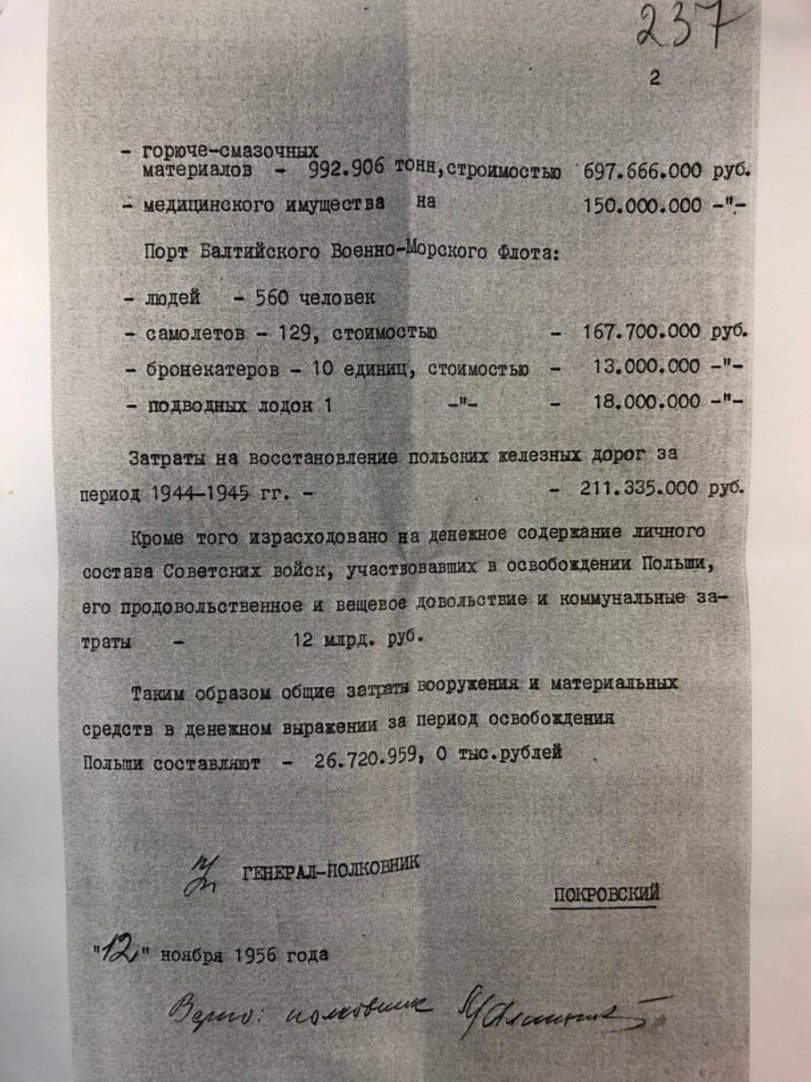 237
2
- горюче-смазочных
материалов - 992.906 тонн, строимостью 697.666.000 руб.
- медицинского имущества на 150.000.000 -"-
Порт Балтийского Военно-Морского Флота:
- людей - 560 человек
- самолетов - 129, стоимостью - 167.700.000 руб.
- бронекатеров - 10 единиц, стоимостью - 13.000.000 -"-
- подводных лодок 1 -"- - 18.000.000 -"-
Затраты на восстановление польских железных дорог за
период 1944-1945 гг. - - 211.335.000 руб.
Кроме того израсходовано на денежное содержание личного
состава Советских войск, участвовавших в освобождении Польши,
его продовольственное и вещевое довольствие и коммунальные за-
траты - 12 млрд. руб.
Таким образом общие затраты вооружения и материальных
средств в денежном выражении за период освобождения
Польши составляют - 26.720.959, 0 тыс.рублей
ГЕНЕРАЛ-ПОЛКОВНИК
ПОКРОВСКИЙ
"12" ноября 1956 года
Верно: полковник